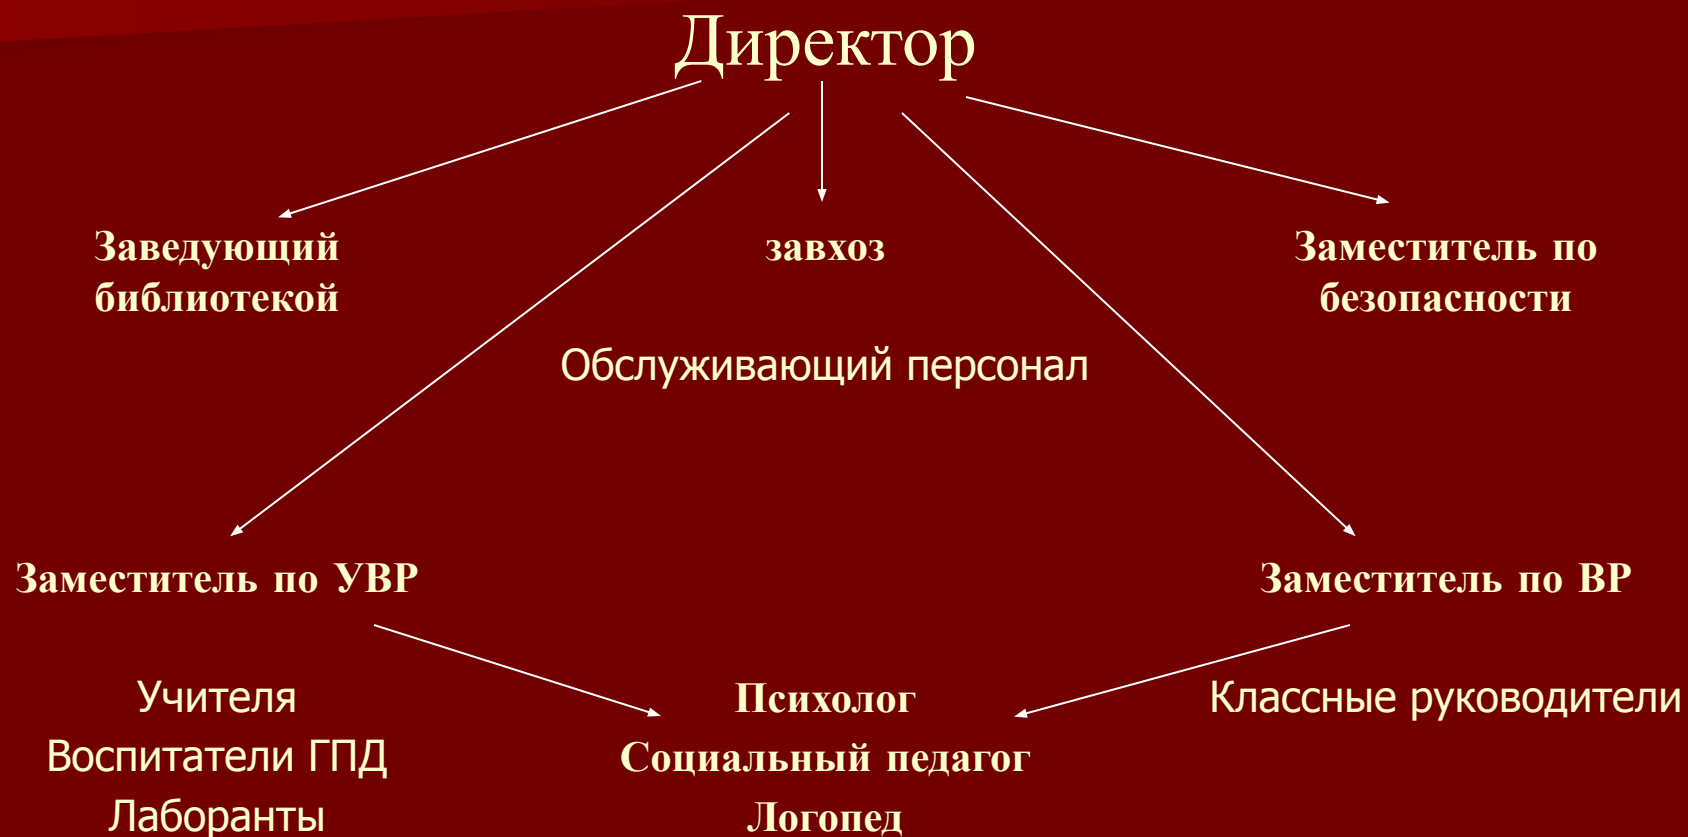 Директор
Заведующий
библиотекой
завхоз
Заместитель по
безопасности
Обслуживающий персонал
Заместитель по УВР
Заместитель по ВР
Учителя
Воспитатели ГПД
Лаборанты
Психолог
Социальный педагог
Логопед
Классные руководители